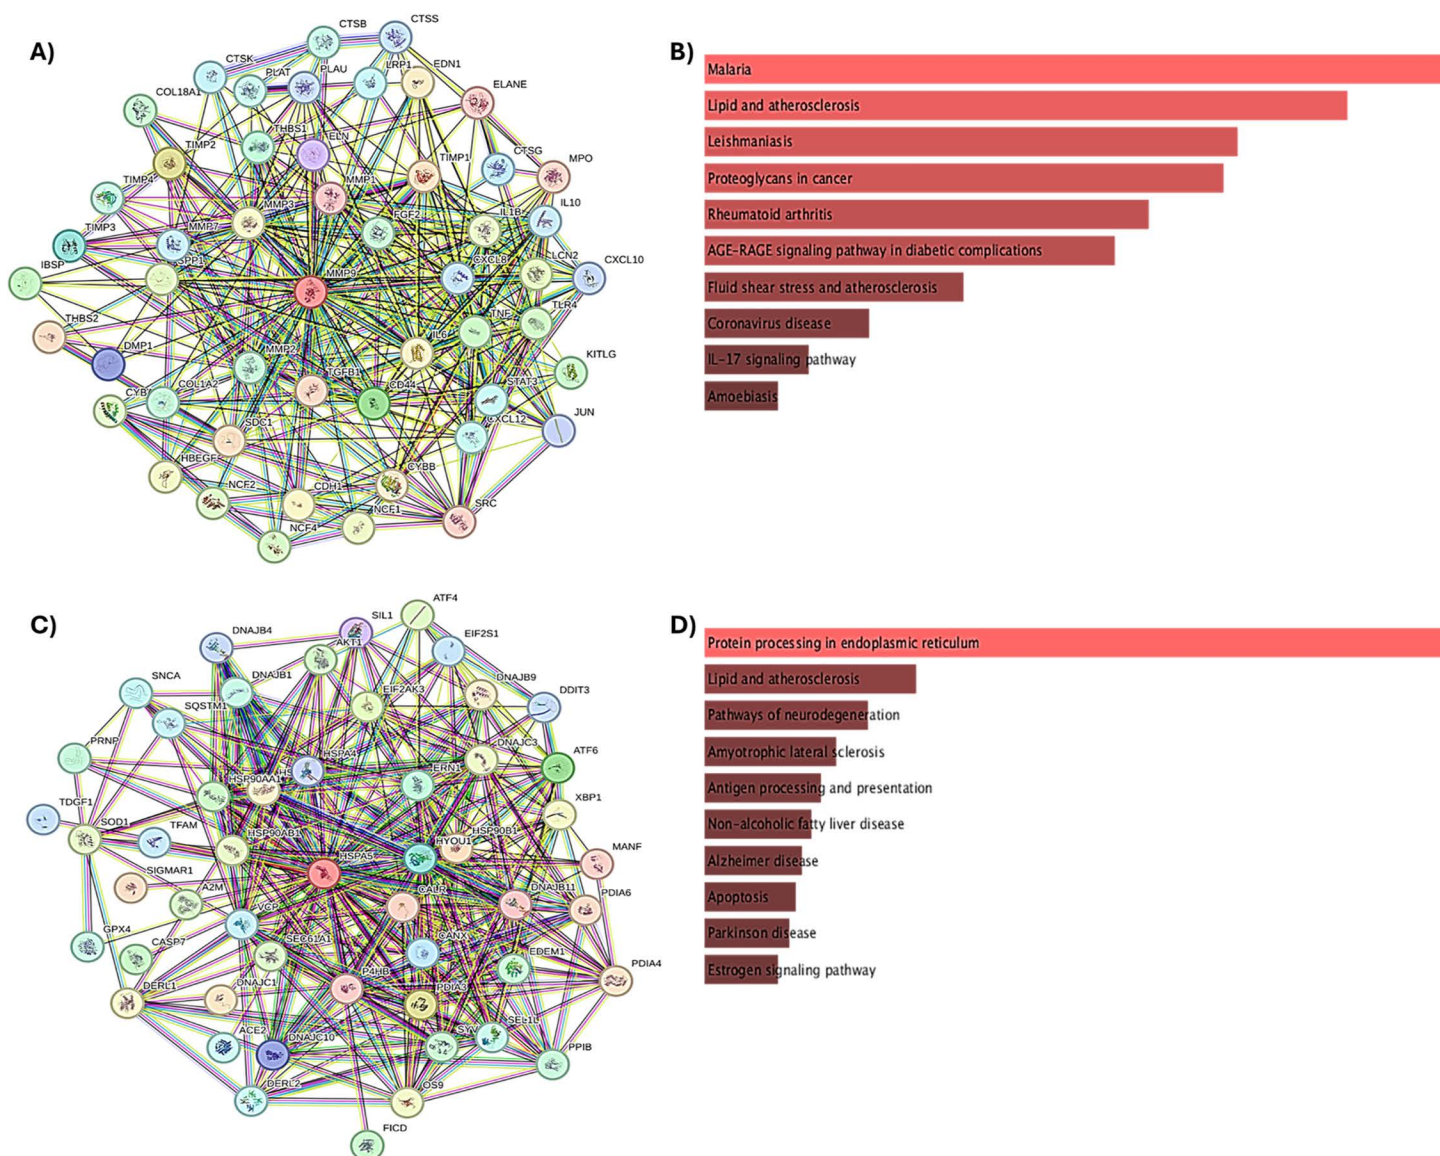 A)
CTSB
CTSS
CTSK
PLAT
PLAU
LRP1
EDN1
COL18A1
ELANE
THBS1
ELN
TIMP2
TIMP1
CTSG
MPO
TIMP4
MMP1
IL10
MMP3
FGF2
IL1B
TIMP3
MMP7
IBSP
SPP1
MMP9
CXCL8
LCN2
CXCL10
THBS2
TNF
TLR4
IL6
DMP1
MMP2
KITLG
TGFB1
CD44
STAT3
CYB
COL1A2
CXCL12
JUN
SDC1
HBEGF
CYBB
NCF2
CDH1
NCF1
SRC
NCF4
B)
Malaria
Lipid and atherosclerosis
Leishmaniasis
Proteoglycans in cancer
Rheumatoid arthritis
AGE-RAGE signaling pathway in diabetic complications
Fluid shear stress and atherosclerosis
Coronavirus disease
IL-17 signaling pathway
Amoebiasis
C)
ATF4
SIL1
DNAJB4
AKT1
EIF2S1
SNCA
DNAJB1
DNAJB9
EIF2AK3
DDIT3
SQSTM1
PRNP
HSPA4
DNAJC3
ATF6
HS
HSP90AA1
ERN1
TDGF1
XBP1
SOD1
TFAM
HSP90AB1
HSP90B1
HYOU1
MANF
HSPA5
SIGMAR1
A2M
CALR
DNAJB11
PDIA6
VCP
GPX4
CASP7
SEC61A1
CANX
EDEM1
PDIA4
DERL1
DNAJC1
P4HB
PDIA3
ACE2
DNAJC10
SYV
SEL1L
PPIB
DERL2
OS9
FICD
D)
Protein processing in endoplasmic reticulum
Lipid and atherosclerosis
Pathways of neurodegeneration
Amyotrophic lateral sclerosis
Antigen processing and presentation
Non-alcoholic fatty liver disease
Alzheimer disease
Apoptosis
Parkinson disease
Estrogen signaling pathway